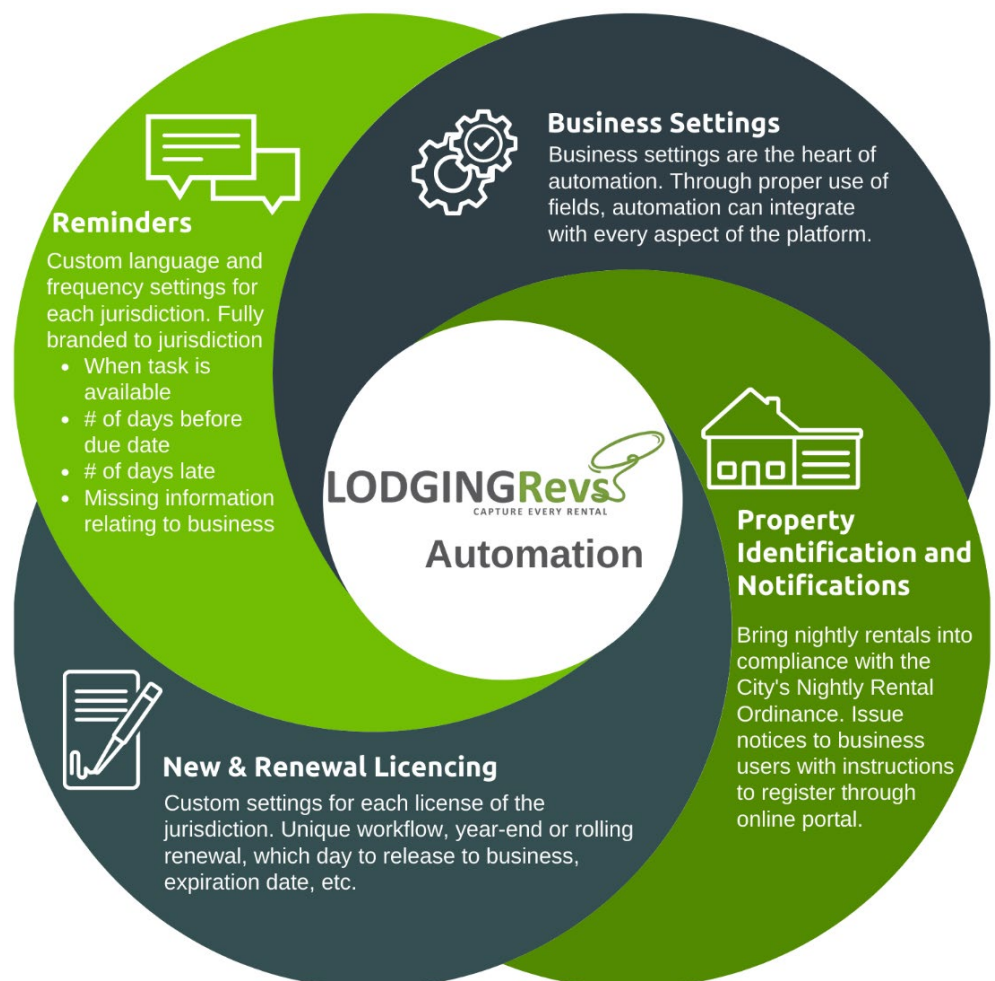 Business Settings
Business settings are the heart of
automation. Through proper use of
fields, automation can integrate
with every aspect of the platform.
Reminders
Custom language and
frequency settings for
each jurisdiction. Fully
branded to jurisdiction
• When task is
available
• # of days before
due date
• # of days late
• Missing information
relating to business
LODGINGRevs
CAPTURE EVERY RENTAL
Automation
Property
Identification and
Notifications
Bring nightly rentals into
compliance with the
City's Nightly Rental
Ordinance. Issue
notices to business
users with instructions
to register through
online portal.
New & Renewal Licencing
Custom settings for each license of the
jurisdiction. Unique workflow, year-end or rolling
renewal, which day to release to business,
expiration date, etc.